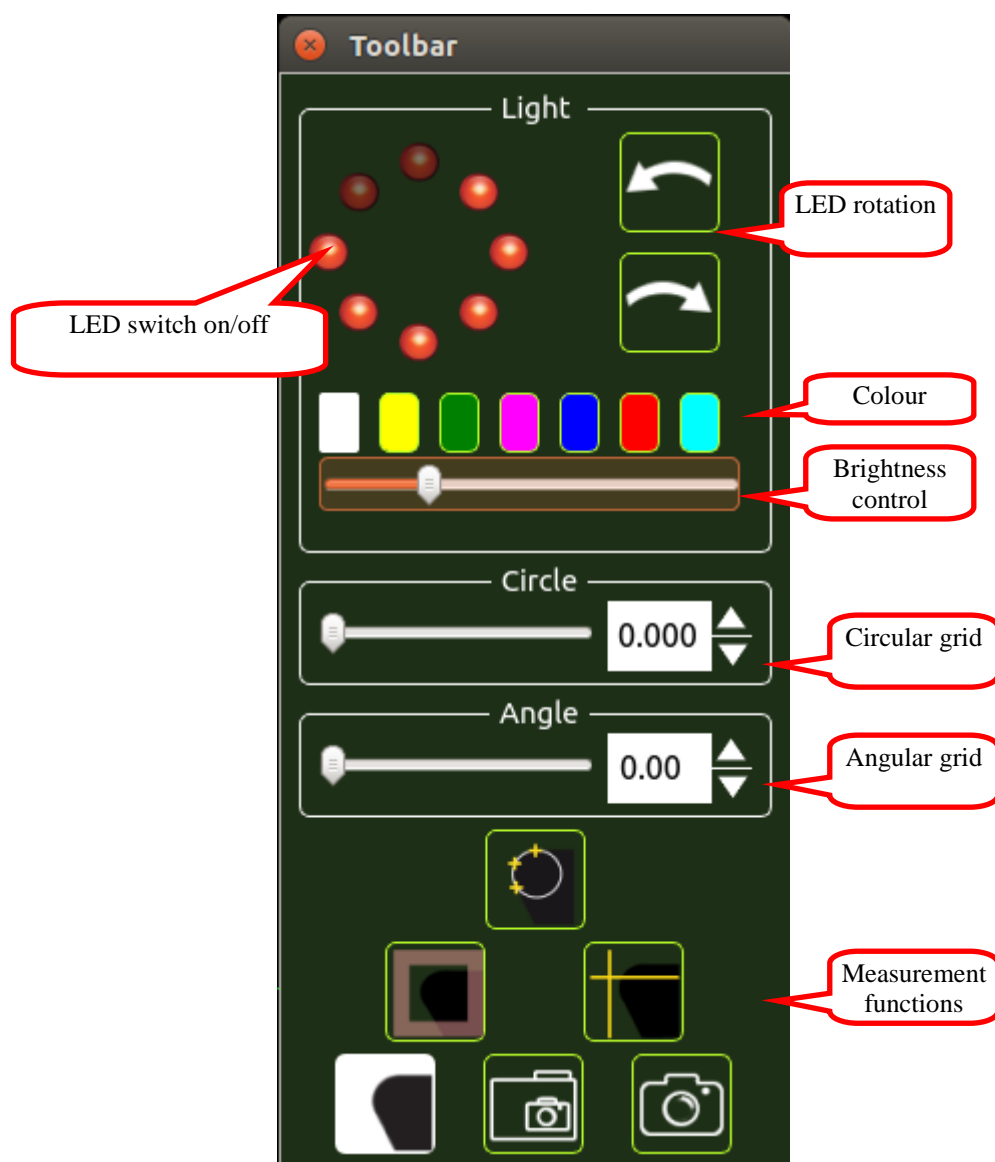 Toolbar
Light
LED rotation
LED switch on/off
Colour
Brightness
control
Circle
0.000
Circular grid
Angle
0.00
Angular grid
Measurement
functions